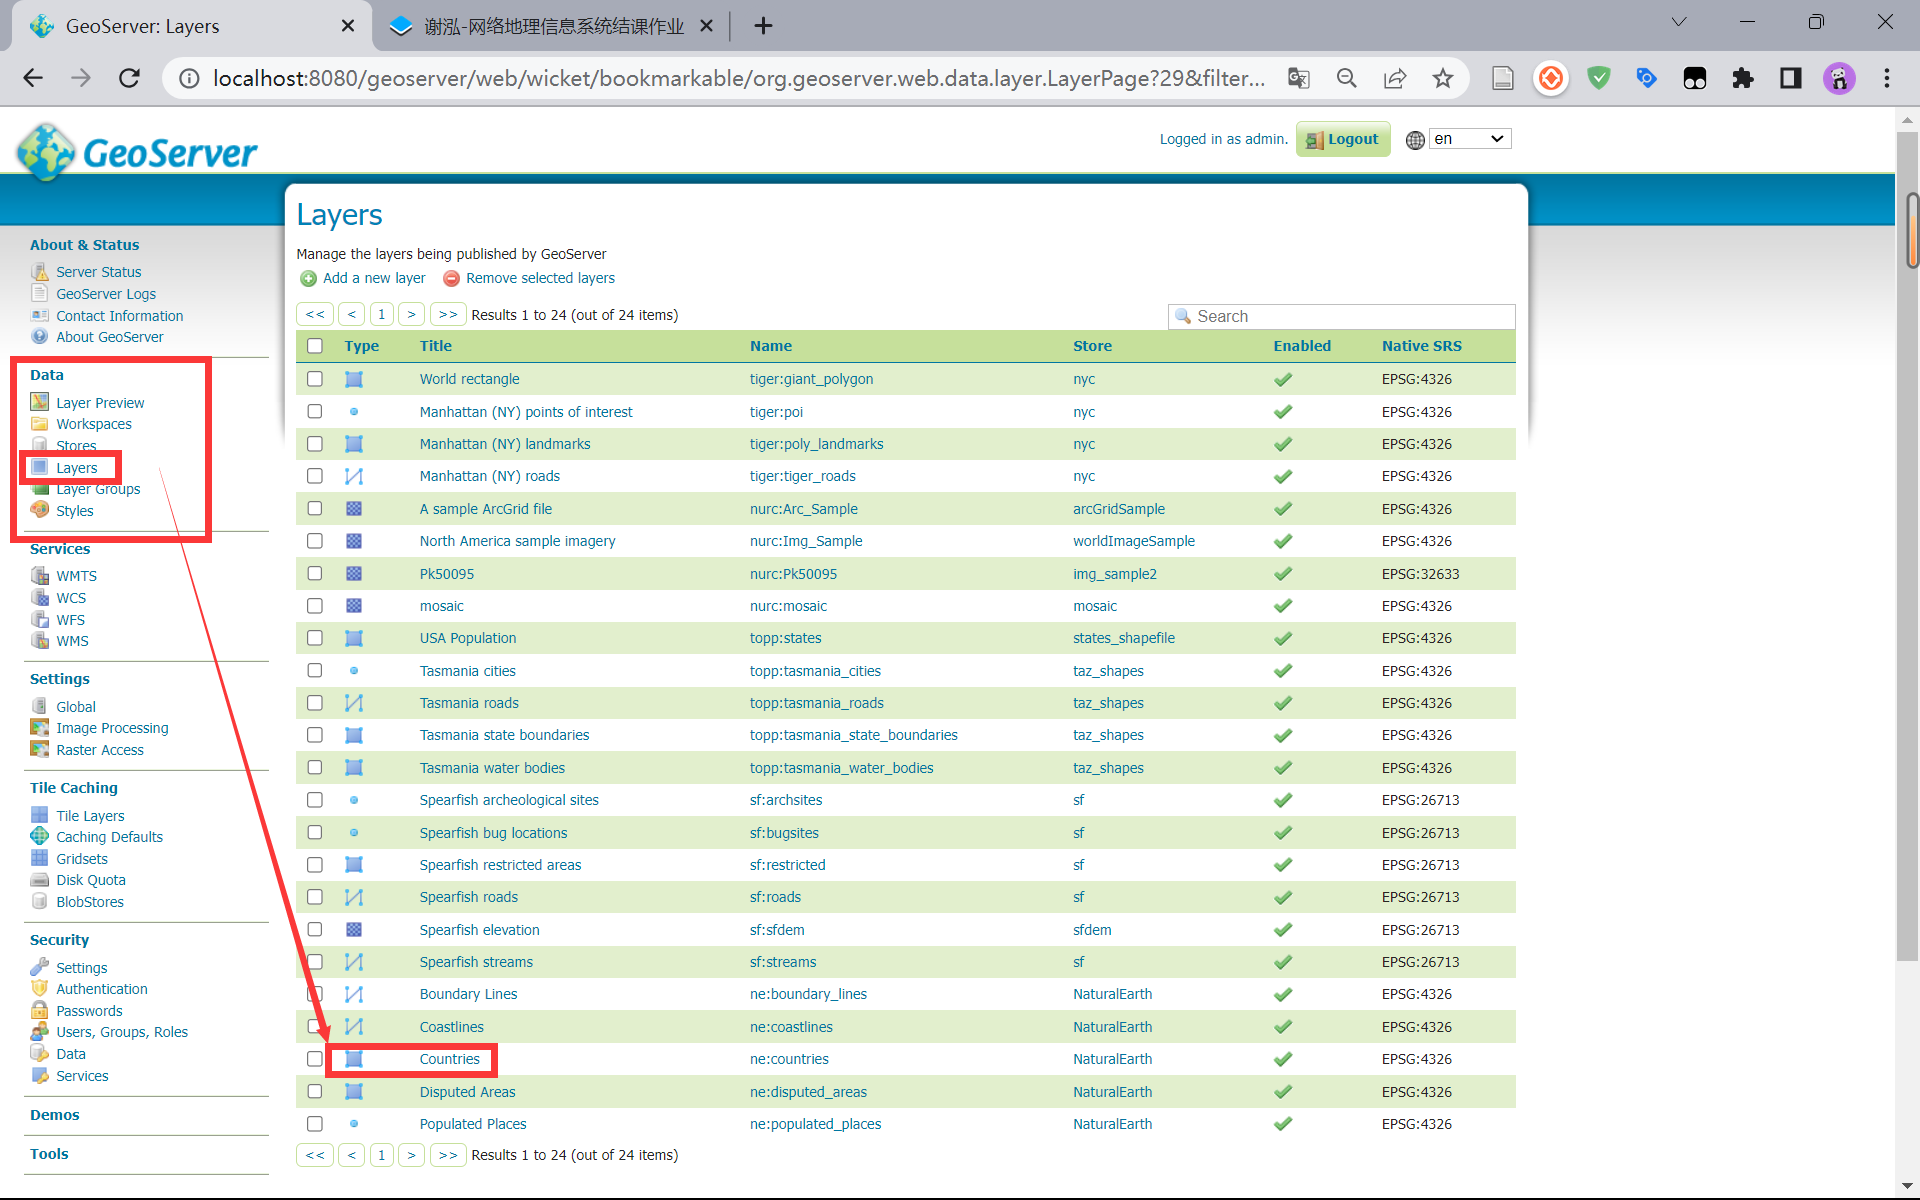 GeoServer: Layers
谢泓-网络地理信息系统结课作业
localhost:8080/geoserver/web/wicket/bookmarkable/org.geoserver.web.data.layer.LayerPage?29&filter...
GeoServer
Logged in as admin.
Logout
en
Layers
Manage the layers being published by GeoServer
Add a new layer
Remove selected layers
<< < 1 > >> Results 1 to 24 (out of 24 items)
Search
Type Title Name Store Enabled Native SRS
World rectangle tiger:giant_polygon nyc EPSG:4326
Manhattan (NY) points of interest tiger:poi nyc EPSG:4326
Manhattan (NY) landmarks tiger:poly_landmarks nyc EPSG:4326
Manhattan (NY) roads tiger:tiger_roads nyc EPSG:4326
A sample ArcGrid file nurc:Arc_Sample arcGridSample EPSG:4326
North America sample imagery nurc:Img_Sample worldImageSample EPSG:4326
Pk50095 nurc:Pk50095 img_sample2 EPSG:32633
mosaic nurc:mosaic mosaic EPSG:4326
USA Population topp:states states_shapefile EPSG:4326
Tasmania cities topp:tasmania_cities taz_shapes EPSG:4326
Tasmania roads topp:tasmania_roads taz_shapes EPSG:4326
Tasmania state boundaries topp:tasmania_state_boundaries taz_shapes EPSG:4326
Tasmania water bodies topp:tasmania_water_bodies taz_shapes EPSG:4326
Spearfish archeological sites sf:archsites sf EPSG:26713
Spearfish bug locations sf:bugsites sf EPSG:26713
Spearfish restricted areas sf:restricted sf EPSG:26713
Spearfish roads sf:roads sf EPSG:26713
Spearfish elevation sf:sfdem sfdem EPSG:26713
Spearfish streams sf:streams sf EPSG:26713
Boundary Lines ne:boundary_lines NaturalEarth EPSG:4326
Coastlines ne:coastlines NaturalEarth EPSG:4326
Countries ne:countries NaturalEarth EPSG:4326
Disputed Areas ne:disputed_areas NaturalEarth EPSG:4326
Populated Places ne:populated_places NaturalEarth EPSG:4326
<< < 1 > >> Results 1 to 24 (out of 24 items)
About & Status
Server Status
GeoServer Logs
Contact Information
About GeoServer
Data
Layer Preview
Workspaces
Stores
Layers
Layer Groups
Styles
Services
WMTS
WCS
WFS
WMS
Settings
Global
Image Processing
Raster Access
Tile Caching
Tile Layers
Caching Defaults
Gridsets
Disk Quota
BlobStores
Security
Settings
Authentication
Passwords
Users, Groups, Roles
Data
Services
Demos
Tools